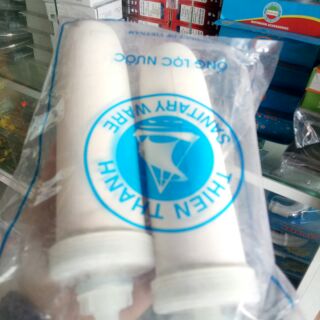 ỐNG LỌC NƯỚC
SANITARY WARE
THIEN THANH